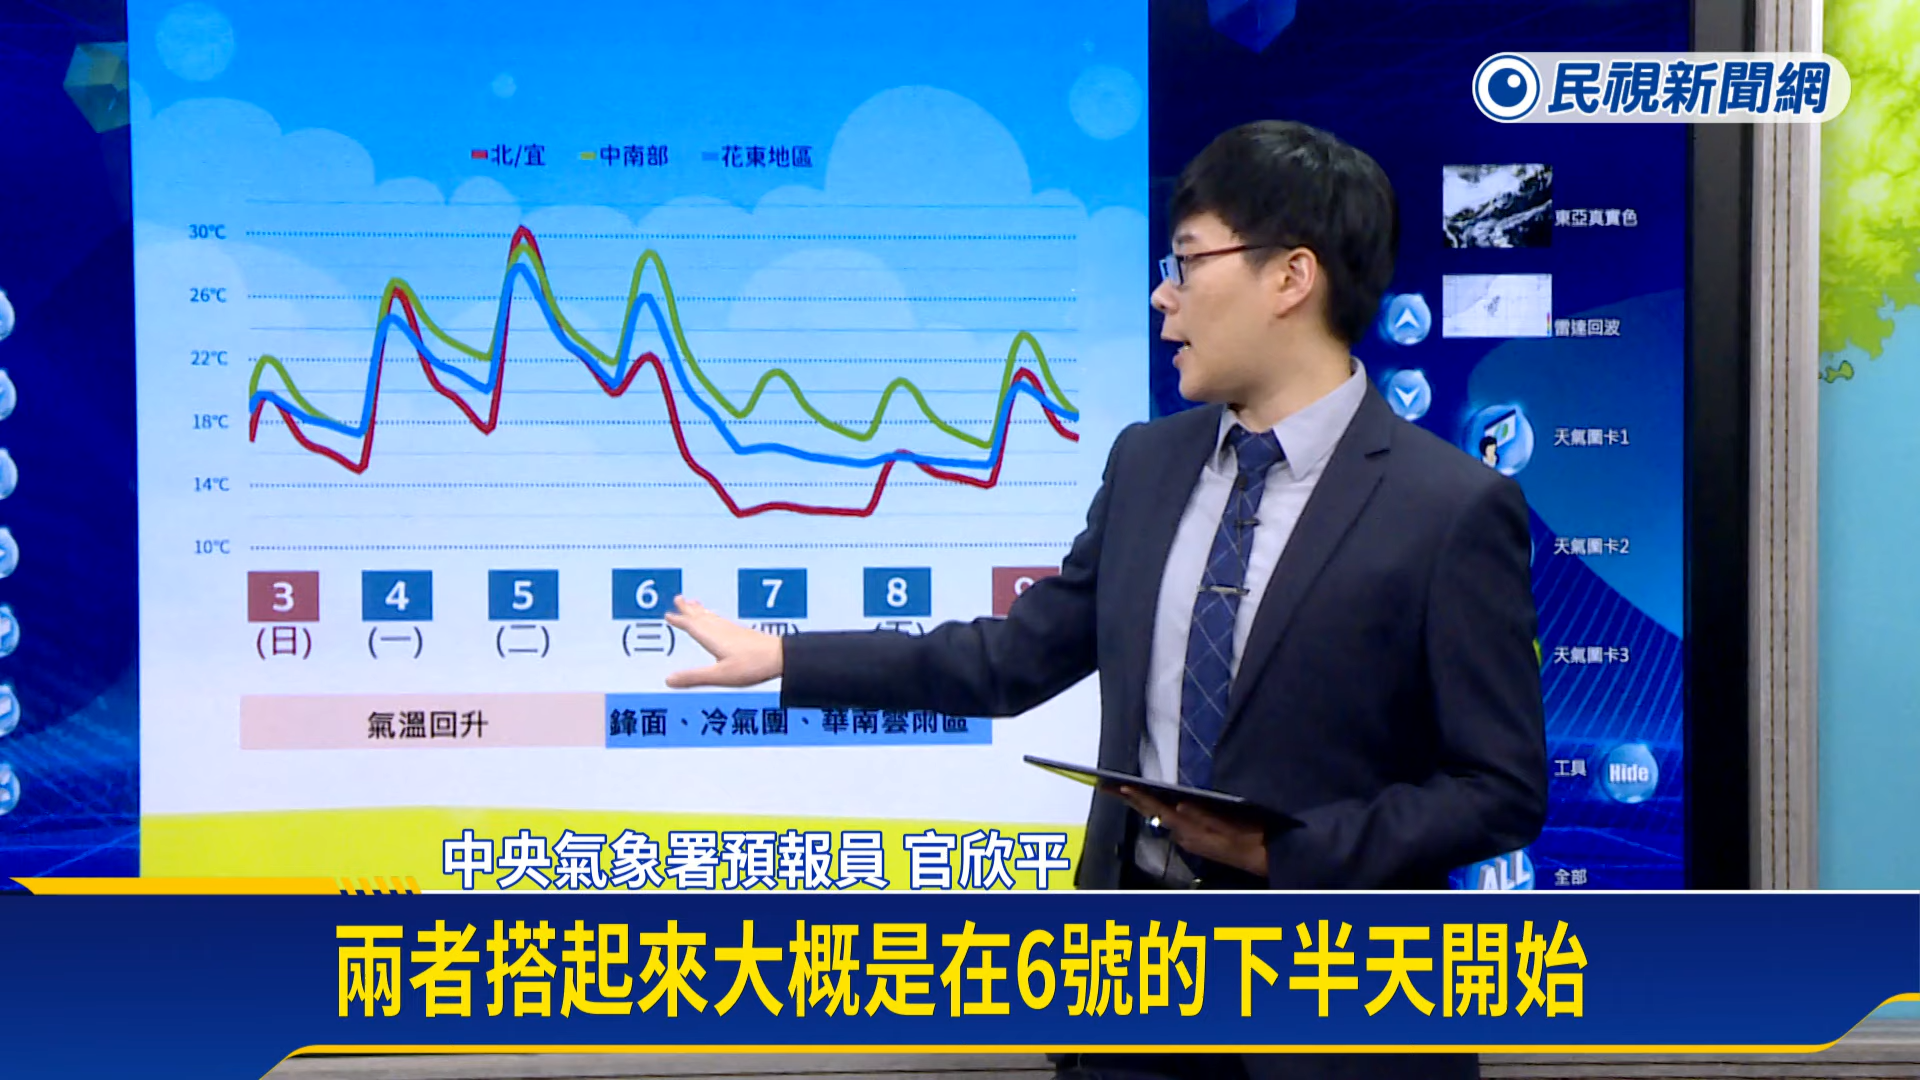 民視新聞網
北/宜 中南部 花東地區
30℃
26℃
22℃
18℃
14℃
10℃
3 4 5 6 7 8
(日) (一) (二) (三)
氣溫回升 鋒面、冷氣團、華南雲雨區
東亞真實色
雷達回波
天氣圖卡1
天氣圖卡2
天氣圖卡3
工具 Hide
ALL 全部
中央氣象署預報員 官欣平
兩者搭起來大概是在6號的下半天開始